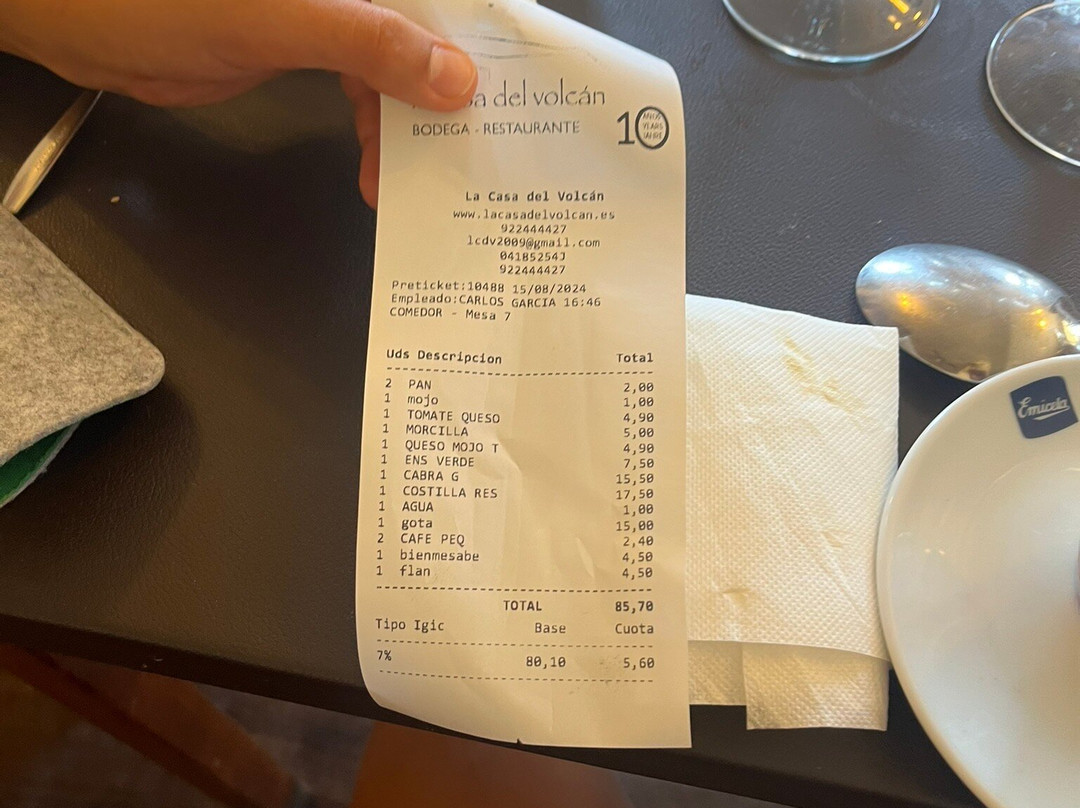 sa del volcán
BODEGA - RESTAURANTE
10 AÑOS YEARS JAHRE
La Casa del Volcán
www.lacasadelvolcan.es
922444427
lcdv2009@gmail.com
04185254J
922444427
Preticket:10488 15/08/2024
Empleado:CARLOS GARCIA 16:46
COMEDOR - Mesa 7
Uds Descripcion Total
2 PAN 2,00
1 mojo 1,00
1 TOMATE QUESO 4,90
1 MORCILLA 5,00
1 QUESO MOJO T 4,90
1 ENS VERDE 7,50
1 CABRA G 15,50
1 COSTILLA RES 17,50
1 AGUA 1,00
1 gota 15,00
2 CAFE PEQ 2,40
1 bienmesabe 4,50
1 flan 4,50
TOTAL 85,70
Tipo Igic Base Cuota
7% 80,10 5,60
Emicela